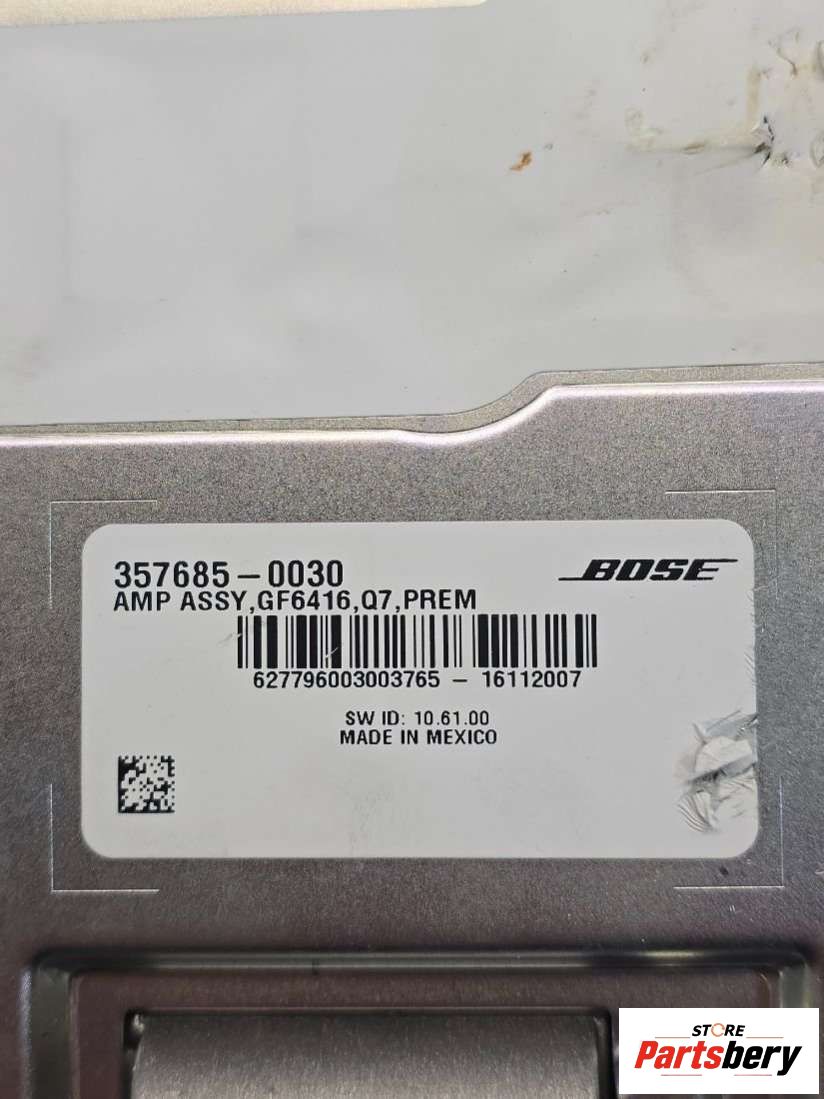 357685-0030
BOSE
AMP ASSY,GF6416,Q7,PREM
627796003003765 - 16112007
SW ID: 10.61.00
MADE IN MEXICO
STORE
Partsbery